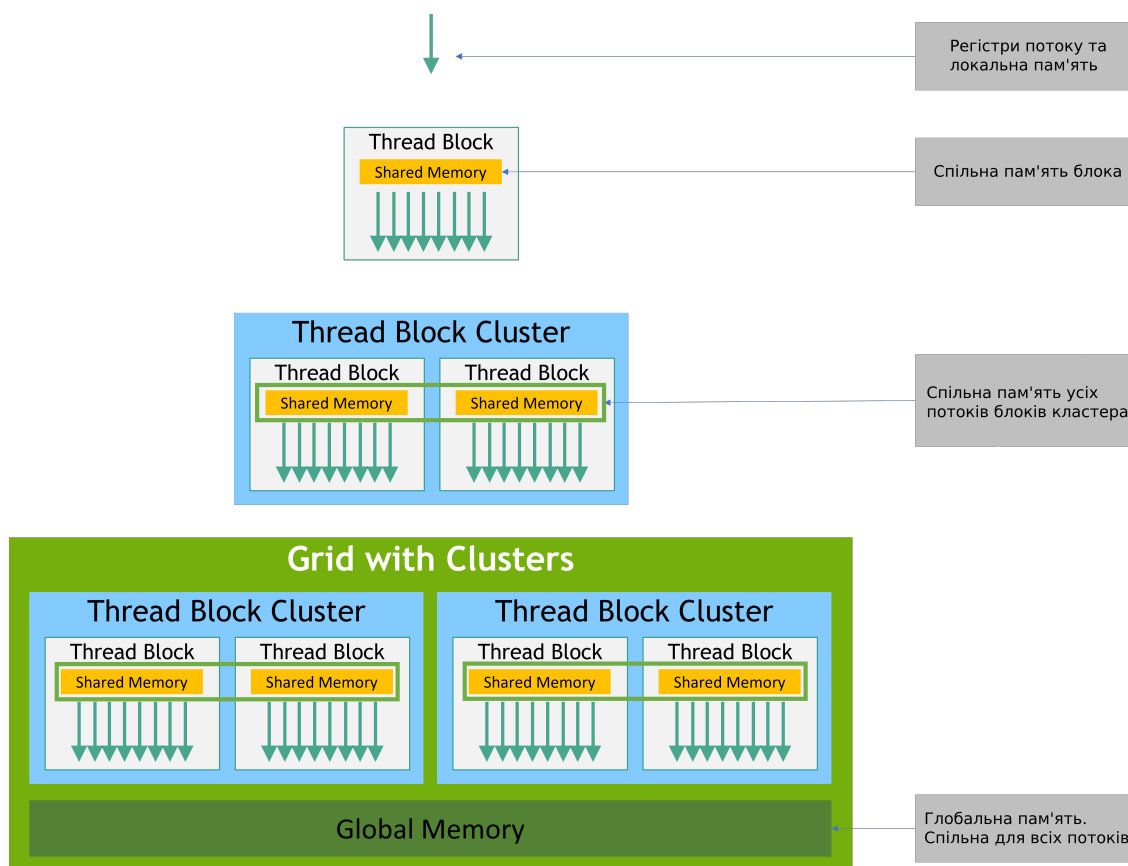 Регістри потоку та
локальна пам'ять
Thread Block
Shared Memory
Спільна пам'ять блока
Thread Block Cluster
Thread Block
Thread Block
Shared Memory
Shared Memory
Спільна пам'ять усіх
потоків блоків кластера
Grid with Clusters
Thread Block Cluster
Thread Block Cluster
Thread Block
Thread Block
Thread Block
Thread Block
Shared Memory
Shared Memory
Shared Memory
Shared Memory
Global Memory
Глобальна пам'ять.
Спільна для всіх потоків